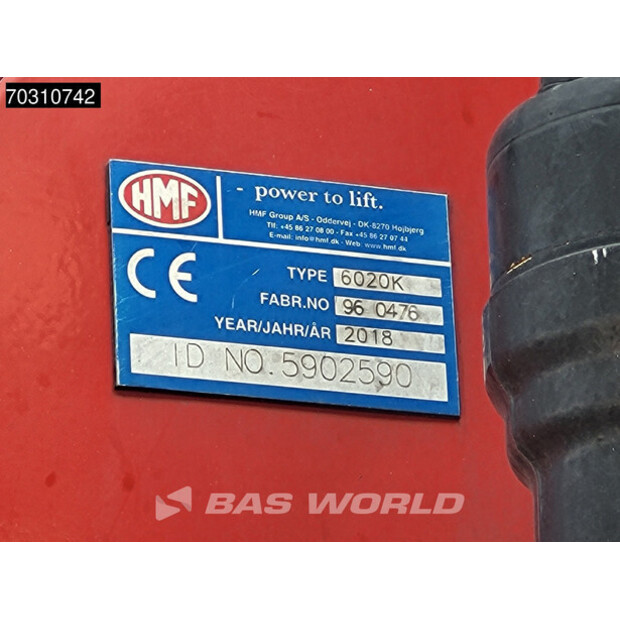 70310742
HMF
- power to lift.
HMF Group A/S - Oddervej - DK-8270 Højbjerg
Tlf: +45 86 27 08 00 - Fax +45 86 27 07 44
E-mail: info@hmf.dk - Web: www.hmf.dk
CE
TYPE 6020K
FABR.NO 96 0476
YEAR/JAHR/ÅR 2018
ID NO.5902590
BAS WORLD